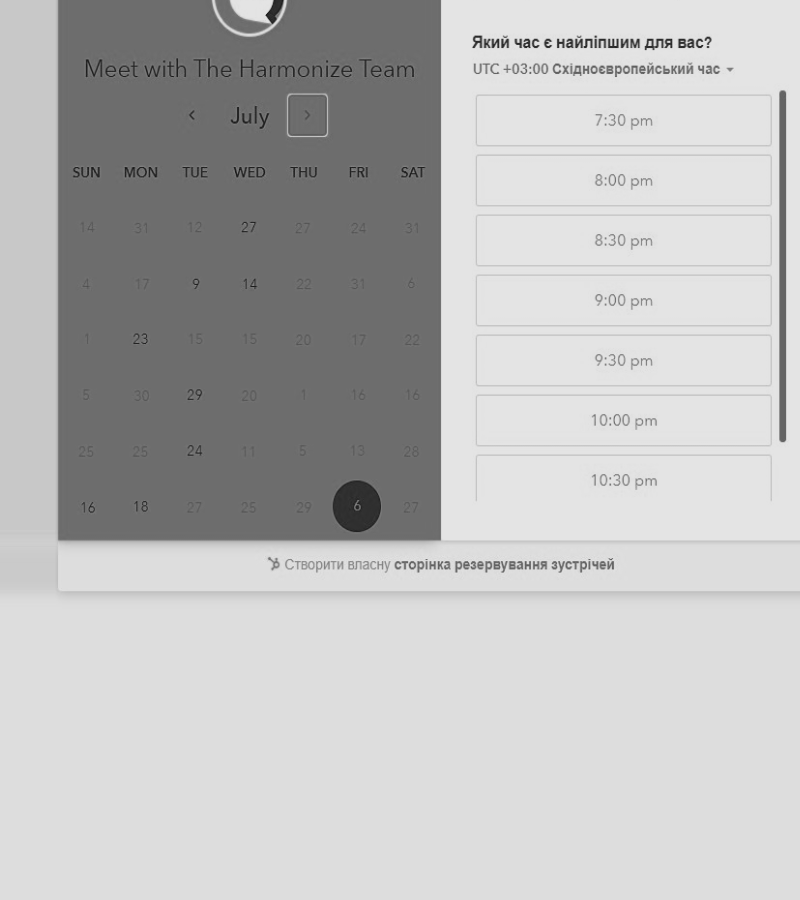 Meet with The Harmonize Team
July
SUN MON TUE WED THU FRI SAT
14 31 12 27 27 24 31
4 17 9 14 22 31 6
1 23 15 15 20 17 22
5 30 29 20 1 16 16
25 25 24 11 5 13 28
16 18 27 25 29 6 27
Який час є найліпшим для вас?
UTC +03:00 Східноєвропейський час
7:30 pm
8:00 pm
8:30 pm
9:00 pm
9:30 pm
10:00 pm
10:30 pm
Створити власну сторінка резервування зустрічей